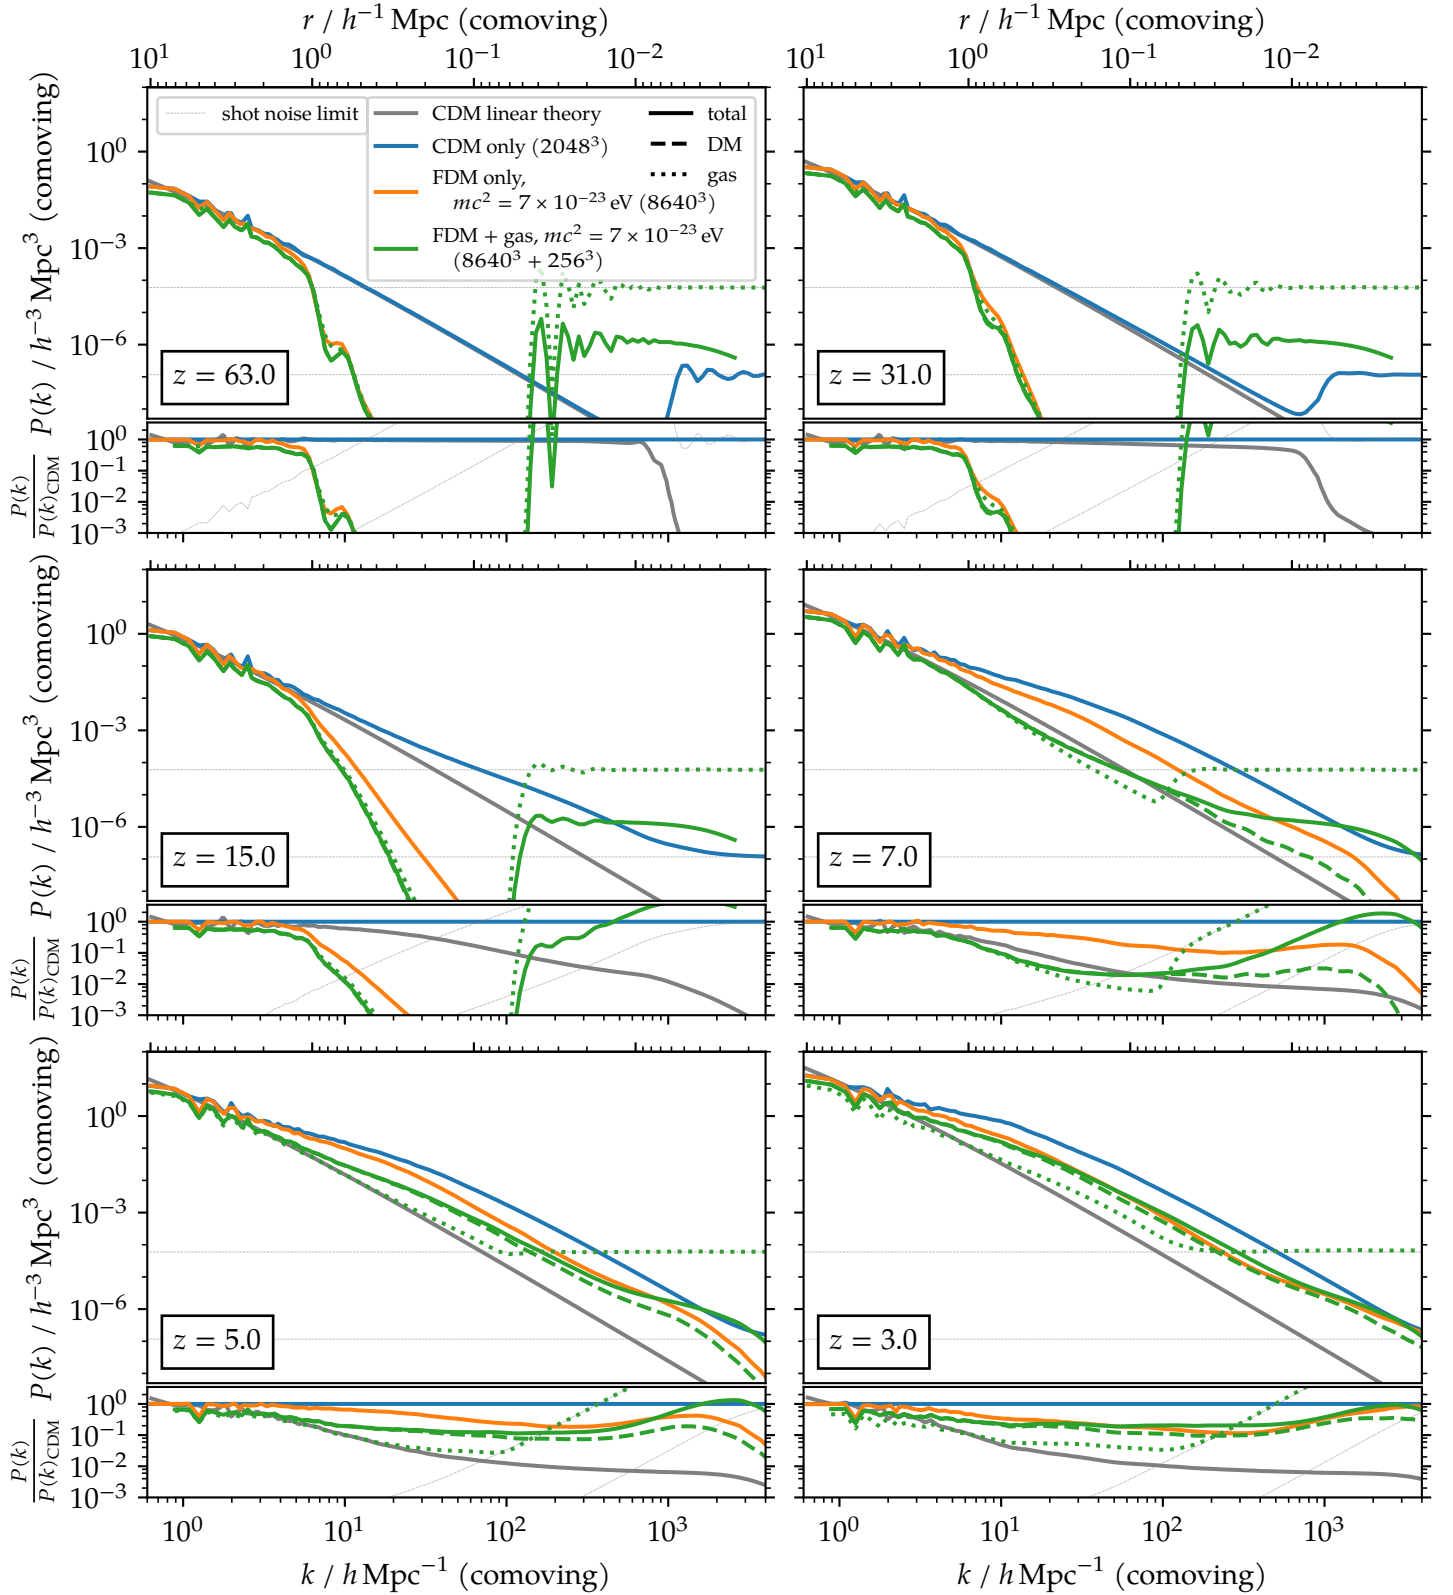 r / h⁻¹ Mpc (comoving)
r / h⁻¹ Mpc (comoving)
10¹ 10⁰ 10⁻¹ 10⁻²
10¹ 10⁰ 10⁻¹ 10⁻²
P(k) / h⁻³ Mpc³ (comoving)
10⁰
10⁻³
10⁻⁶
shot noise limit
CDM linear theory
CDM only (2048³)
FDM only,
mc² = 7 × 10⁻²³ eV (8640³)
FDM + gas, mc² = 7 × 10⁻²³ eV
(8640³ + 256³)
total
DM
gas
z = 63.0
z = 31.0
P(k) / P(k)CDM
10⁰
10⁻¹
10⁻²
10⁻³
P(k) / h⁻³ Mpc³ (comoving)
10⁰
10⁻³
10⁻⁶
z = 15.0
z = 7.0
P(k) / P(k)CDM
10⁰
10⁻¹
10⁻²
10⁻³
P(k) / h⁻³ Mpc³ (comoving)
10⁰
10⁻³
10⁻⁶
z = 5.0
z = 3.0
P(k) / P(k)CDM
10⁰
10⁻¹
10⁻²
10⁻³
10⁰ 10¹ 10² 10³
10⁰ 10¹ 10² 10³
k / h Mpc⁻¹ (comoving)
k / h Mpc⁻¹ (comoving)